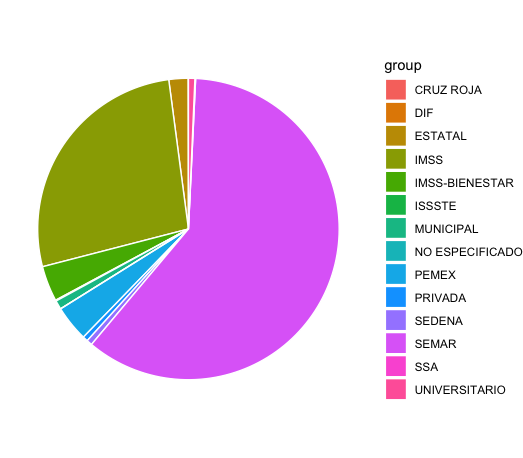 group
CRUZ ROJA
DIF
ESTATAL
IMSS
IMSS-BIENESTAR
ISSSTE
MUNICIPAL
NO ESPECIFICADO
PEMEX
PRIVADA
SEDENA
SEMAR
SSA
UNIVERSITARIO